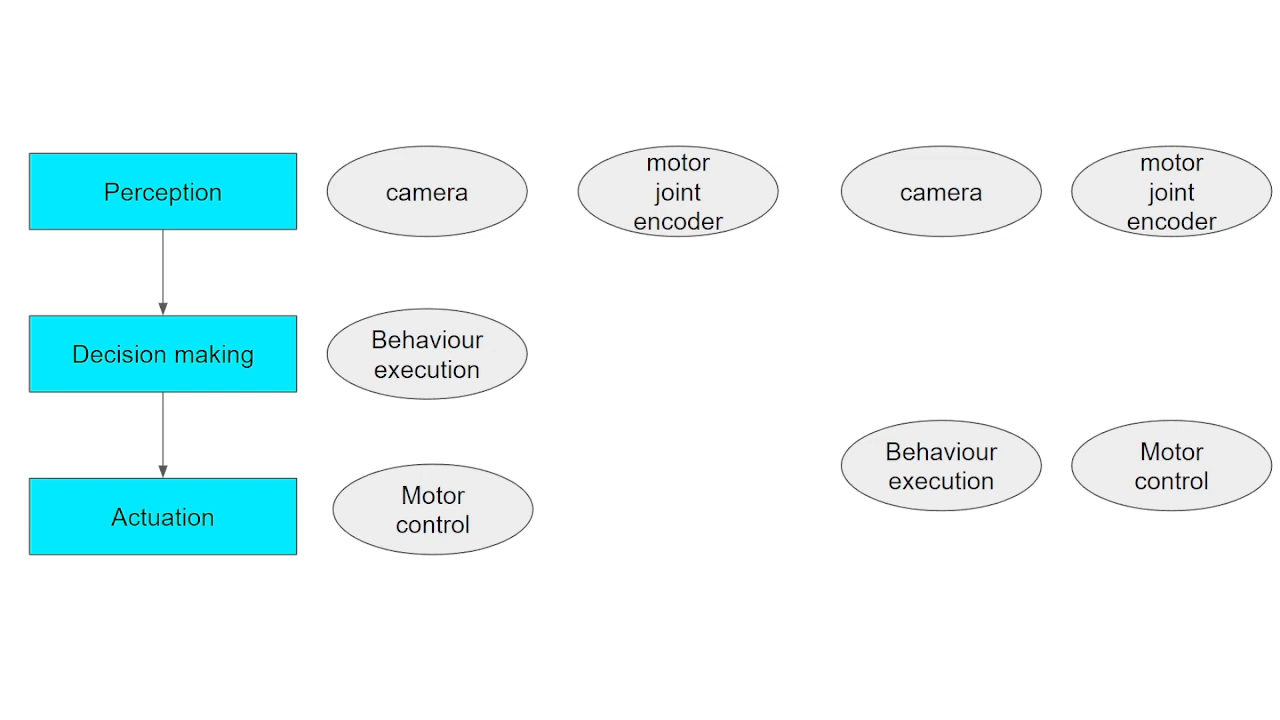 Perception
camera
motor
joint
encoder
camera
motor
joint
encoder
Decision making
Behaviour
execution
Behaviour
execution
Motor
control
Actuation
Motor
control